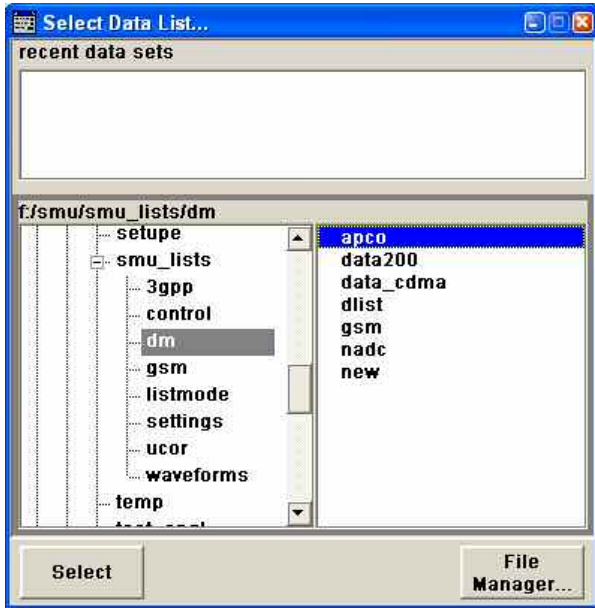 Select Data List...
recent data sets
f:/smu/smu_lists/dm
setupe
smu_lists
3gpp
control
dm
gsm
listmode
settings
ucor
waveforms
temp
apco
data200
data_cdma
dlist
gsm
nadc
new
Select
File
Manager...